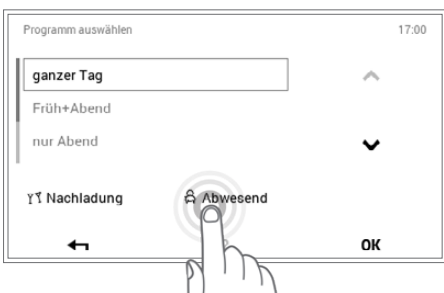 Programm auswählen 17:00
ganzer Tag
Früh+Abend
nur Abend
Nachladung Abwesend
OK